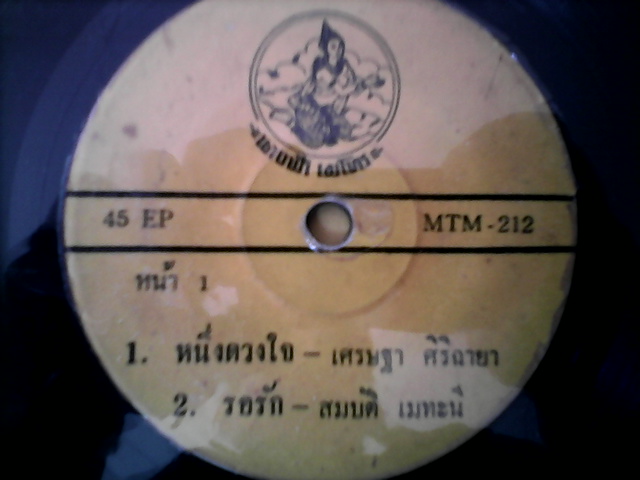 45 EP
MTM-212
หน้า 1
1. หนึ่งดวงใจ - เศรษฐา ศิริฉายา
2. รอรัก - สมบัติ เมทะนี